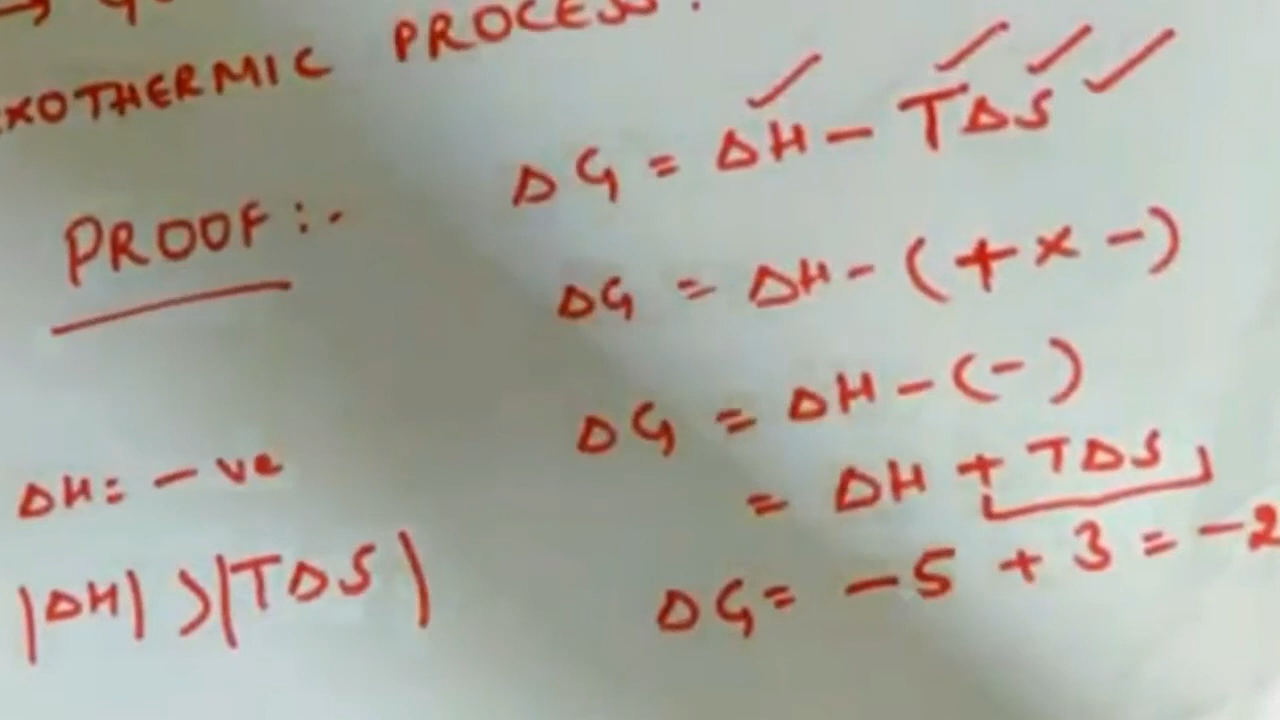 EXOTHERMIC PROCESS.
PROOF :-
ΔG = ΔH - TΔS
ΔG = ΔH - (+ x -)
ΔG = ΔH - (-)
= ΔH + TΔS
ΔG = -5 + 3 = -2
ΔH = -ve
|ΔH| > |TΔS|